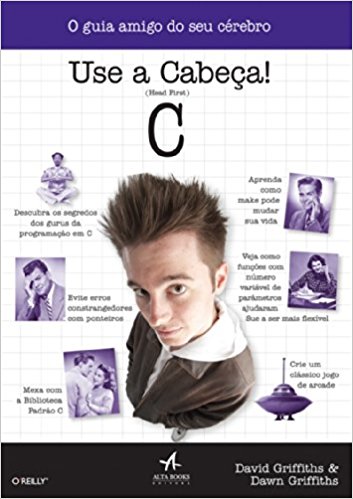 O guia amigo do seu cérebro
Use a Cabeça!
(Head First)
C
Descubra os segredos
dos gurus da
programação em C
Aprenda
como
make pode
mudar
sua vida
Evite erros
constrangedores
com ponteiros
Veja como
funções com
número
variável de
parâmetros
ajudaram
Sue a ser mais flexível
Mexa com
a Biblioteca
Padrão C
Crie um
clássico jogo
de arcade
O'REILLY
A
ALTA BOOKS
EDITORA
David Griffiths &
Dawn Griffiths